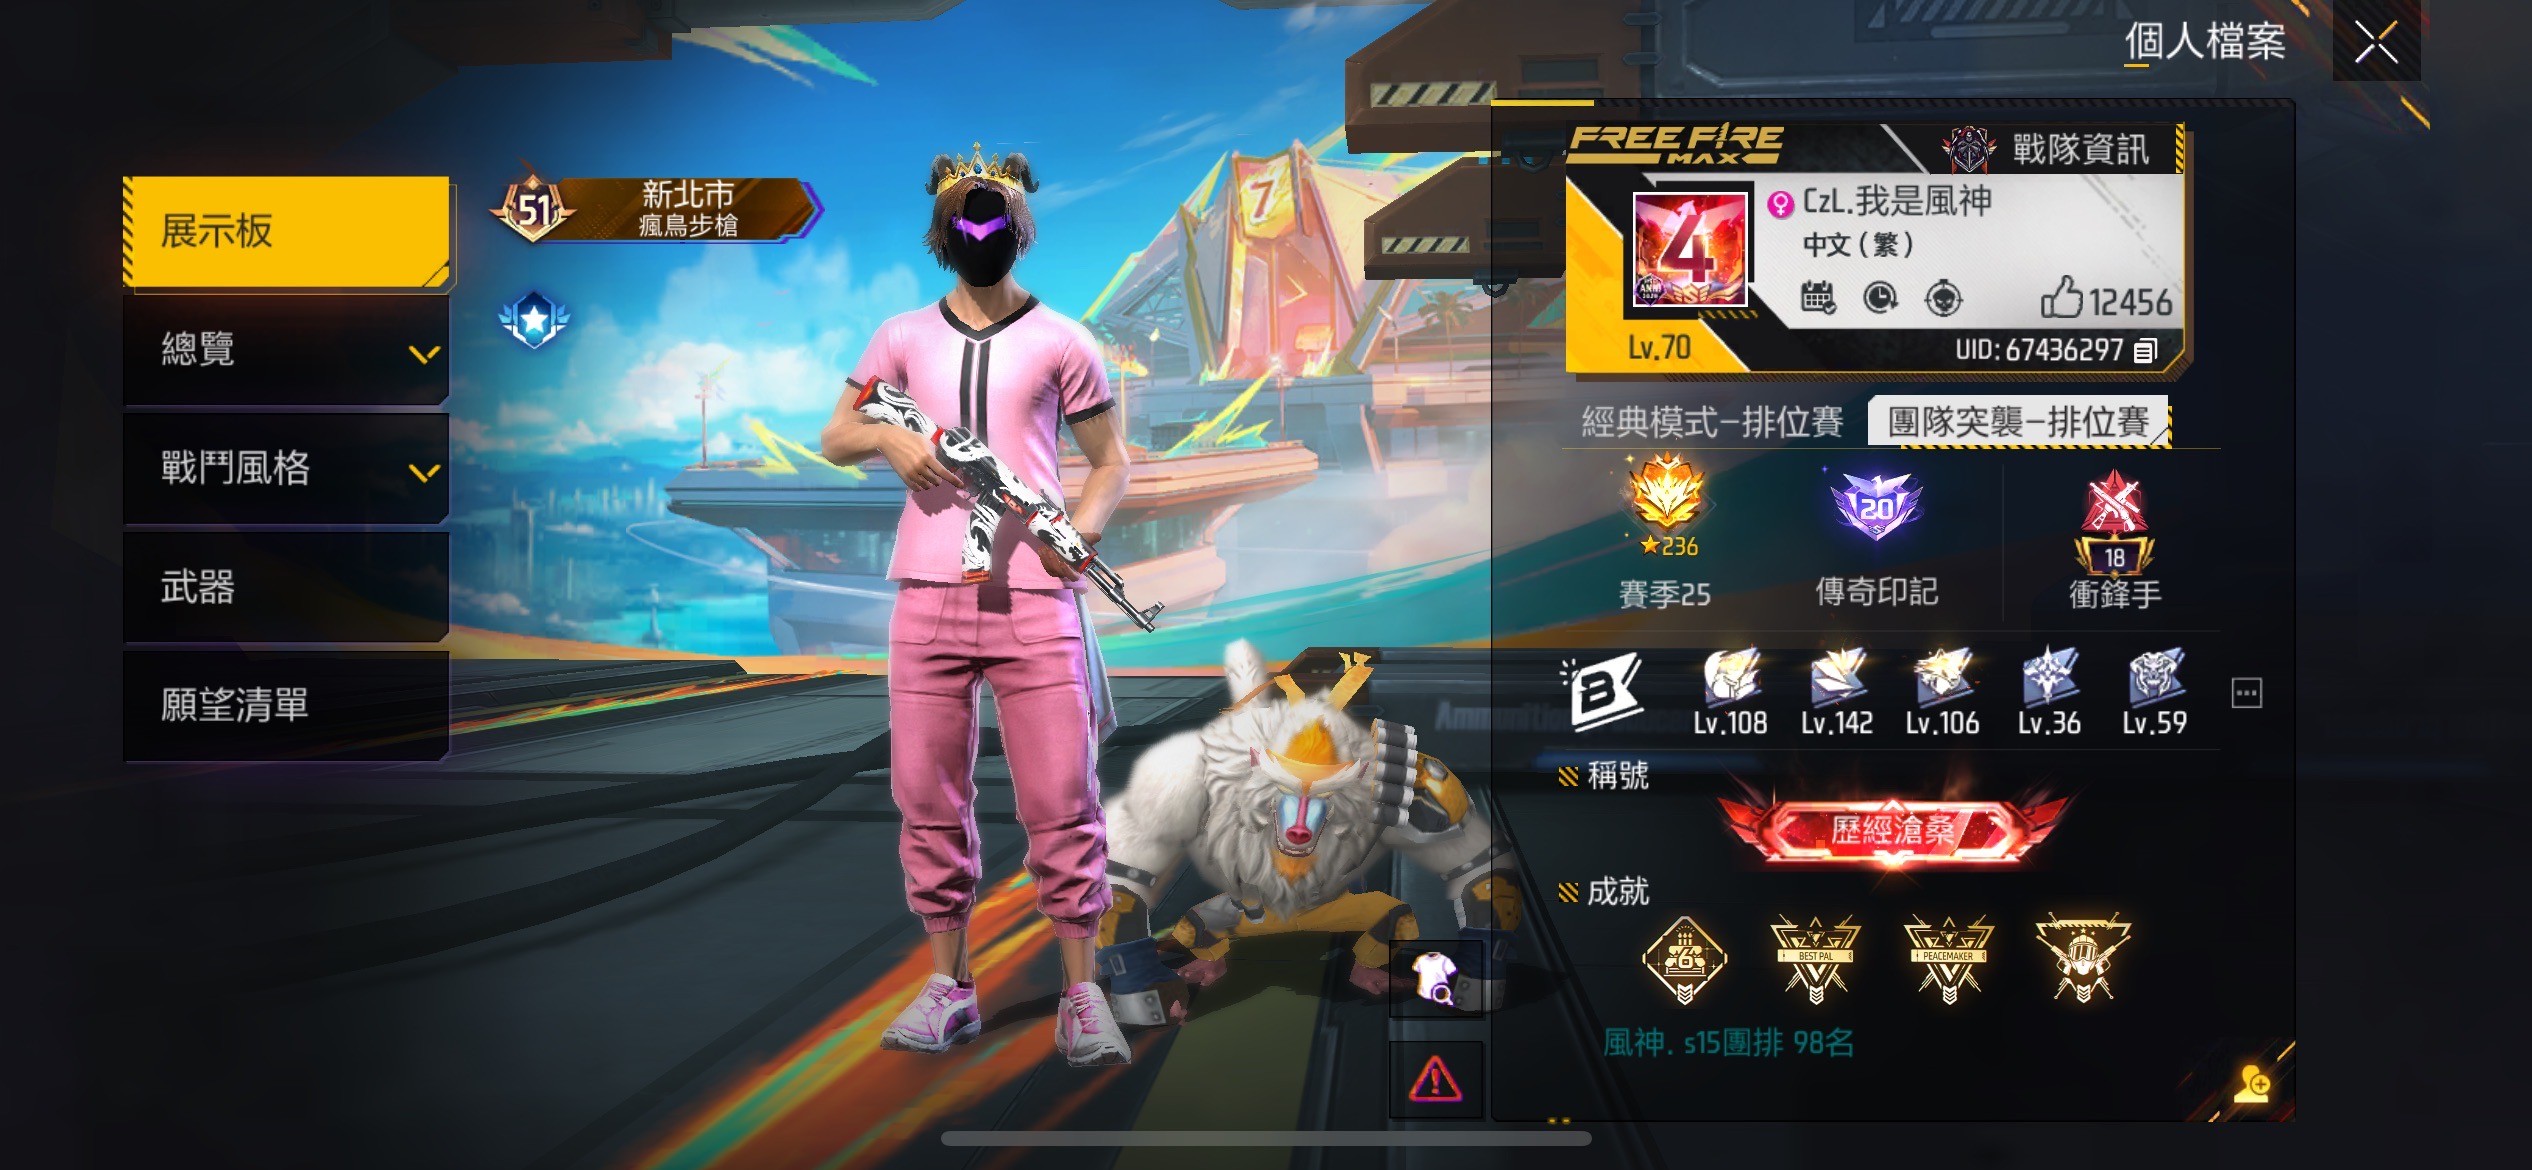 個人檔案
展示板
總覽
戰鬥風格
武器
願望清單
51
新北市
瘋鳥步槍
7
FREE FIRE
MAX
戰隊資訊
4
CzL.我是風神
中文(繁)
12456
Lv.70
UID: 67436297
經典模式-排位賽
團隊突襲-排位賽
236
20
18
賽季25
傳奇印記
衝鋒手
B
Lv.108
Lv.142
Lv.106
Lv.36
Lv.59
稱號
歷經滄桑
成就
6
BEST PAL
PEACEMAKER
風神. s15團排 98名